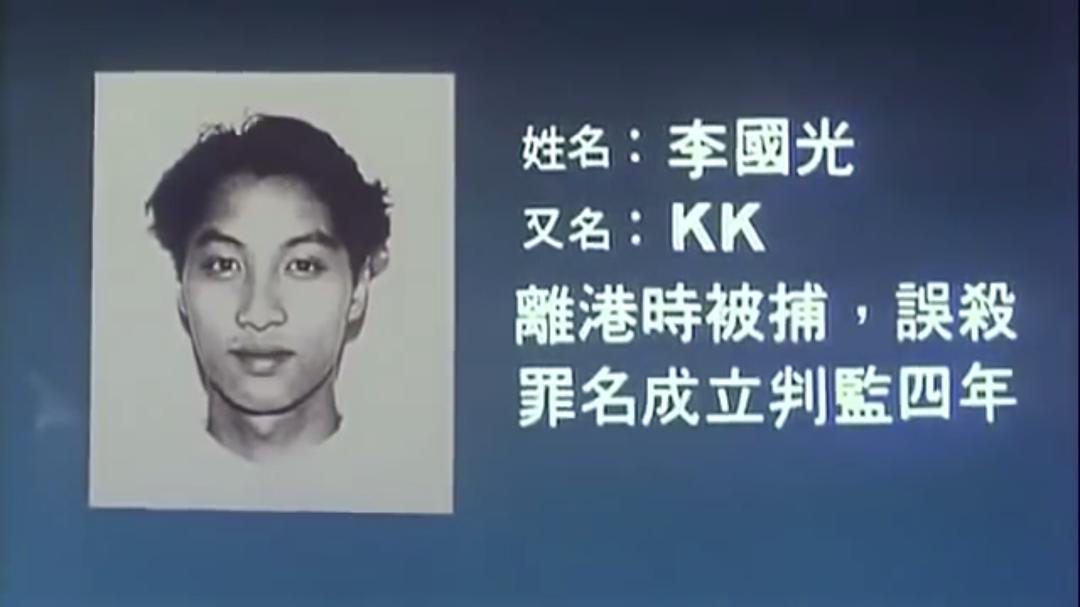 姓名：李國光
又名：KK
離港時被捕，誤殺
罪名成立判監四年